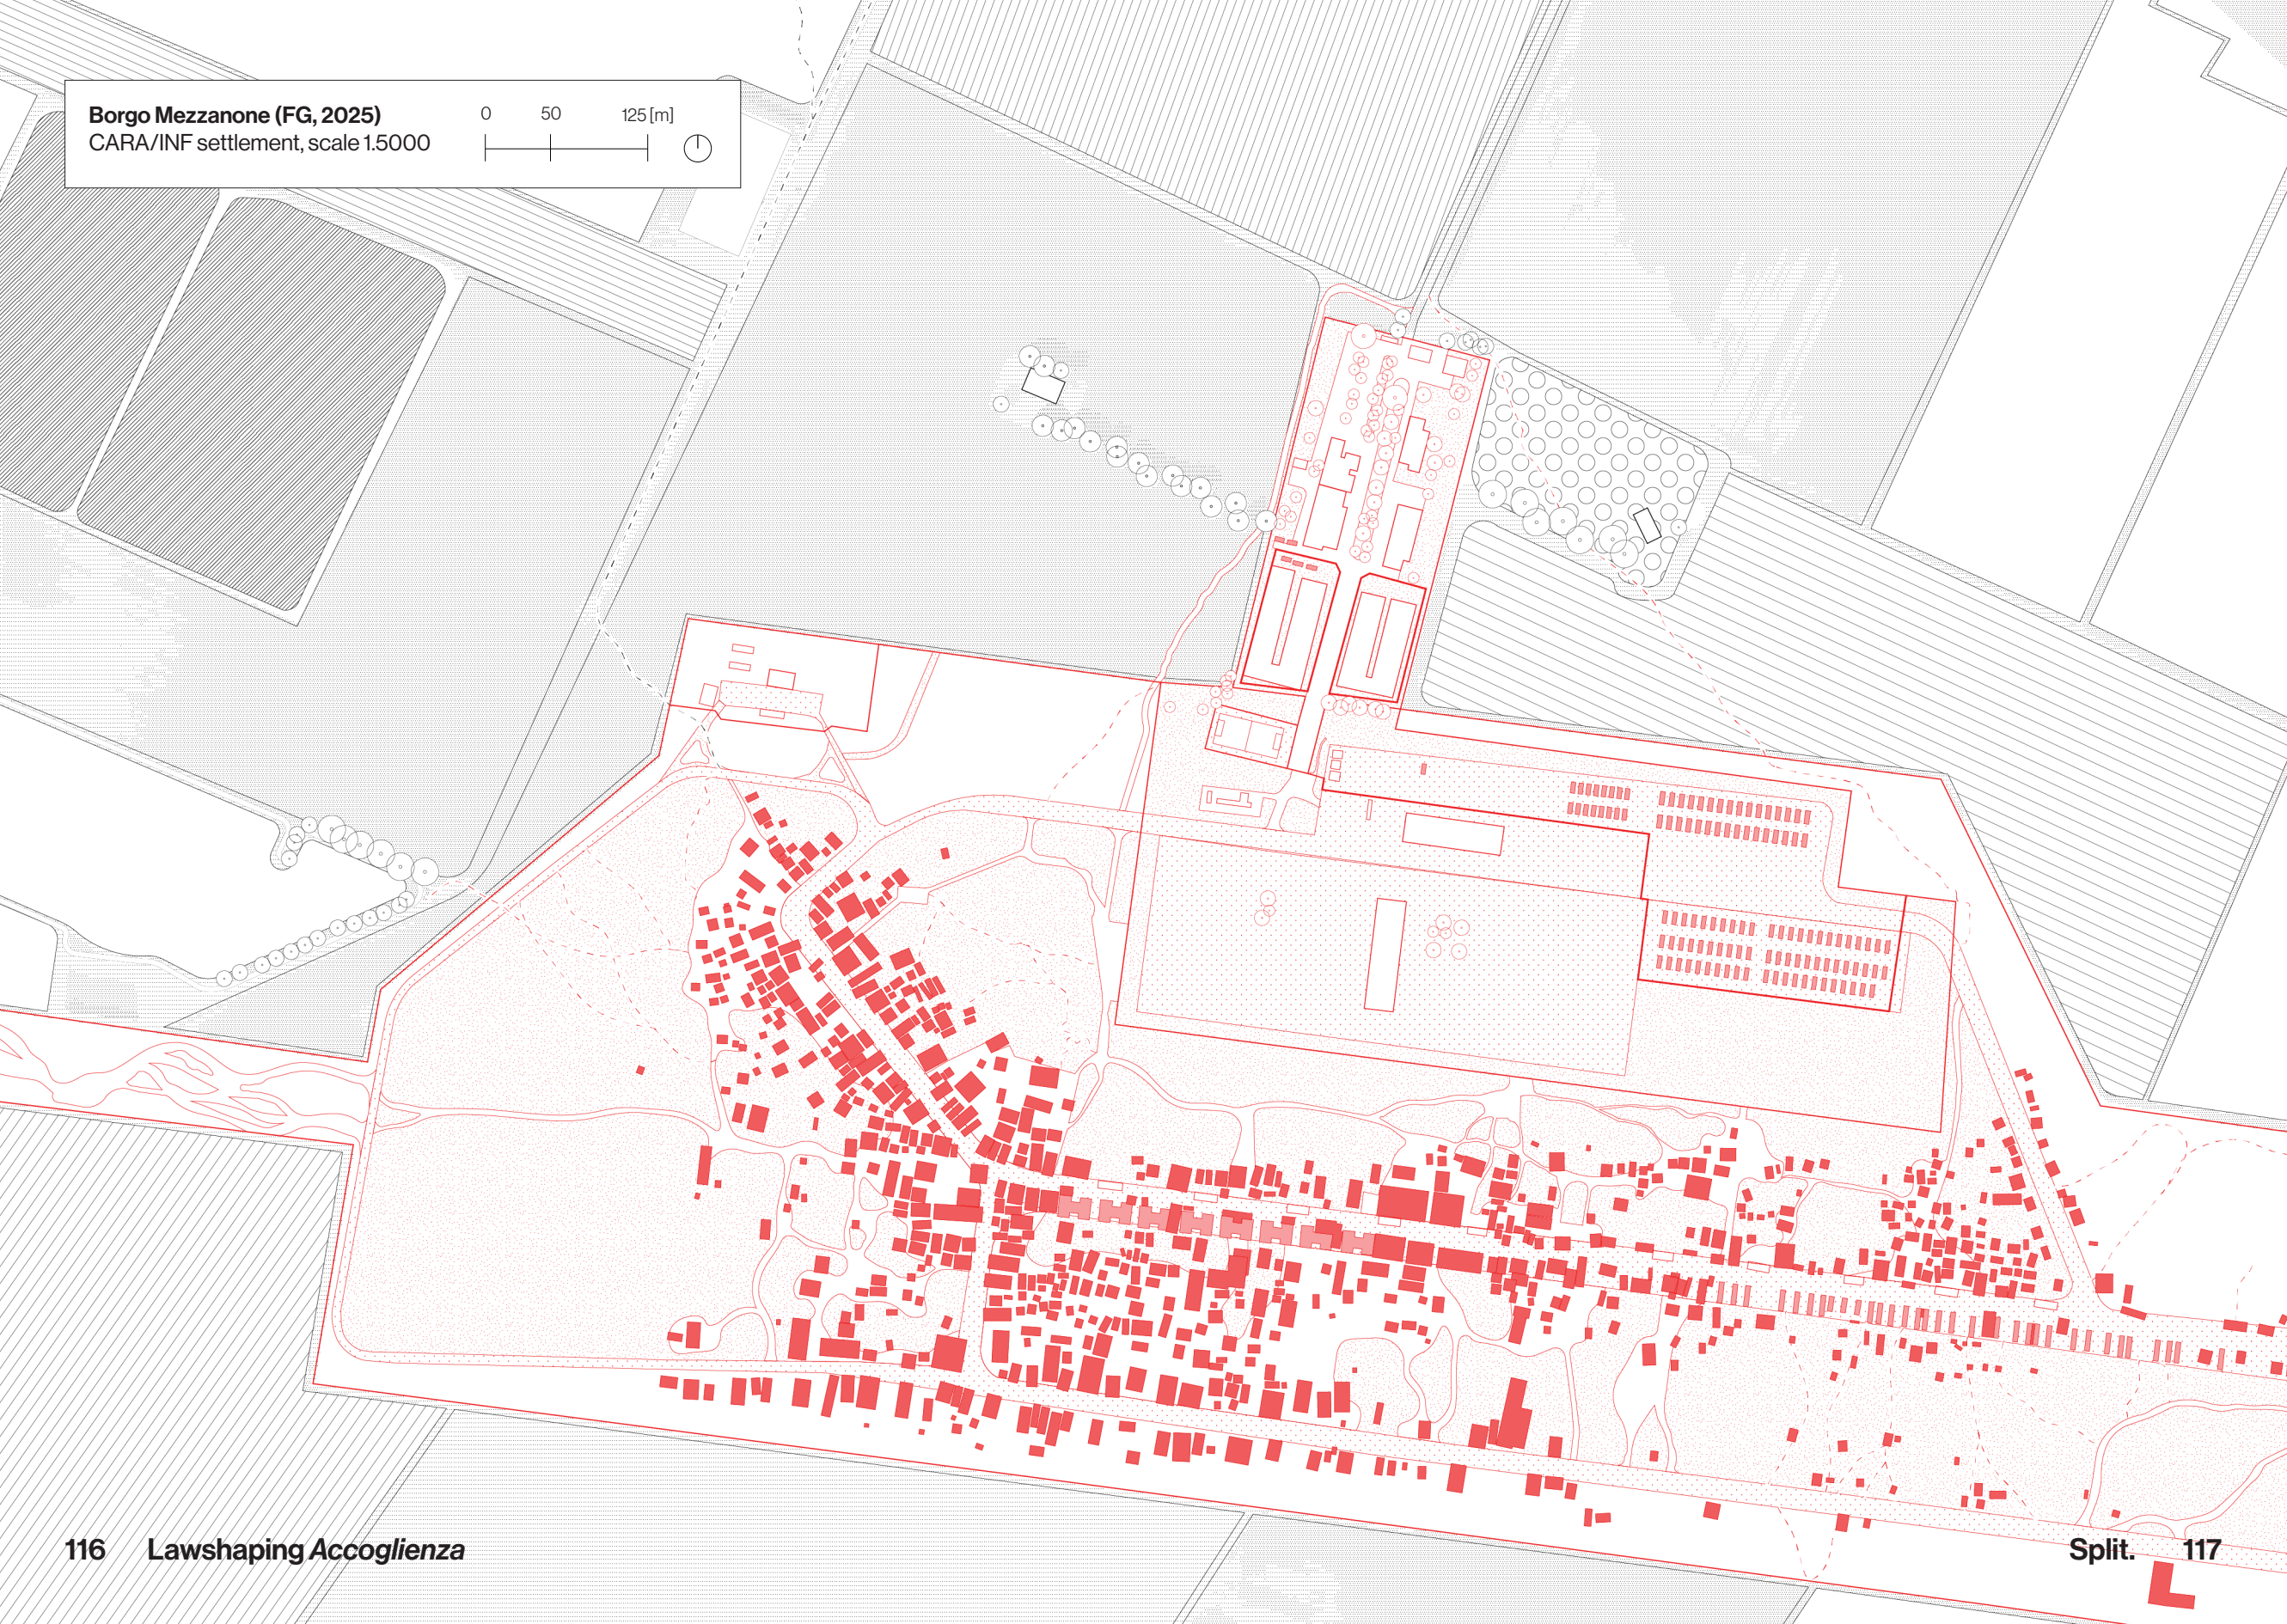 Borgo Mezzanone (FG, 2025)
CARA/INF settlement, scale 1.5000
0 50 125 [m]
116 Lawshaping Accoglienza
Split. 117